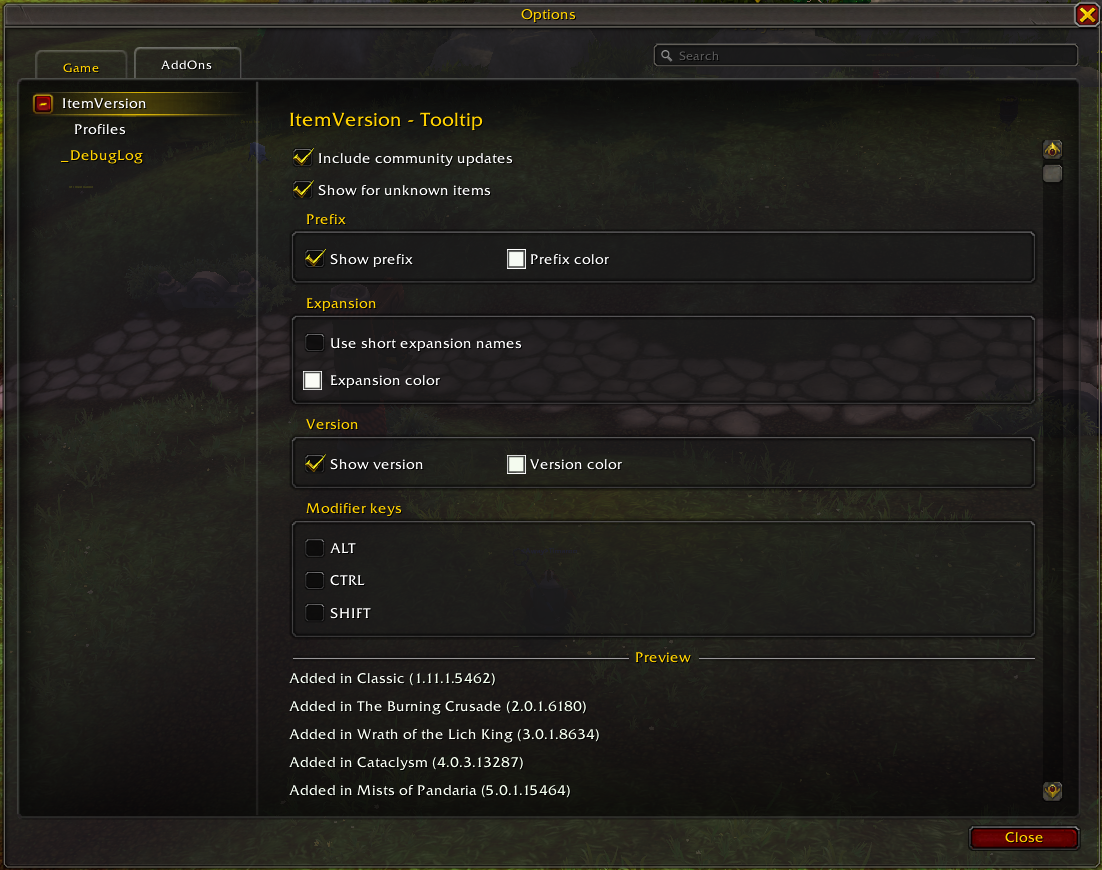 Options
Game
AddOns
Search
ItemVersion
Profiles
_DebugLog
ItemVersion - Tooltip
Include community updates
Show for unknown items
Prefix
Show prefix
Prefix color
Expansion
Use short expansion names
Expansion color
Version
Show version
Version color
Modifier keys
ALT
CTRL
SHIFT
Preview
Added in Classic (1.11.1.5462)
Added in The Burning Crusade (2.0.1.6180)
Added in Wrath of the Lich King (3.0.1.8634)
Added in Cataclysm (4.0.3.13287)
Added in Mists of Pandaria (5.0.1.15464)
Close